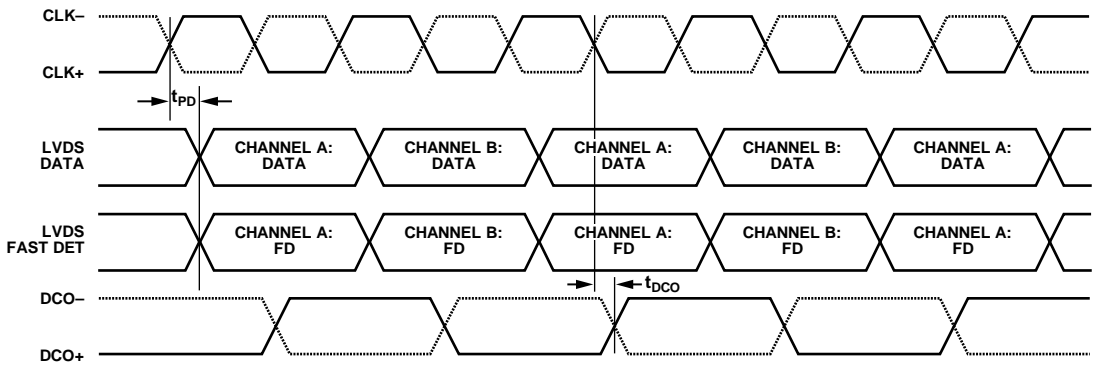 CLK–
CLK+
tPD
LVDS
DATA
CHANNEL A:
DATA
CHANNEL B:
DATA
CHANNEL A:
DATA
CHANNEL B:
DATA
CHANNEL A:
DATA
LVDS
FAST DET
CHANNEL A:
FD
CHANNEL B:
FD
CHANNEL A:
FD
CHANNEL B:
FD
CHANNEL A:
FD
tDCO
DCO–
DCO+